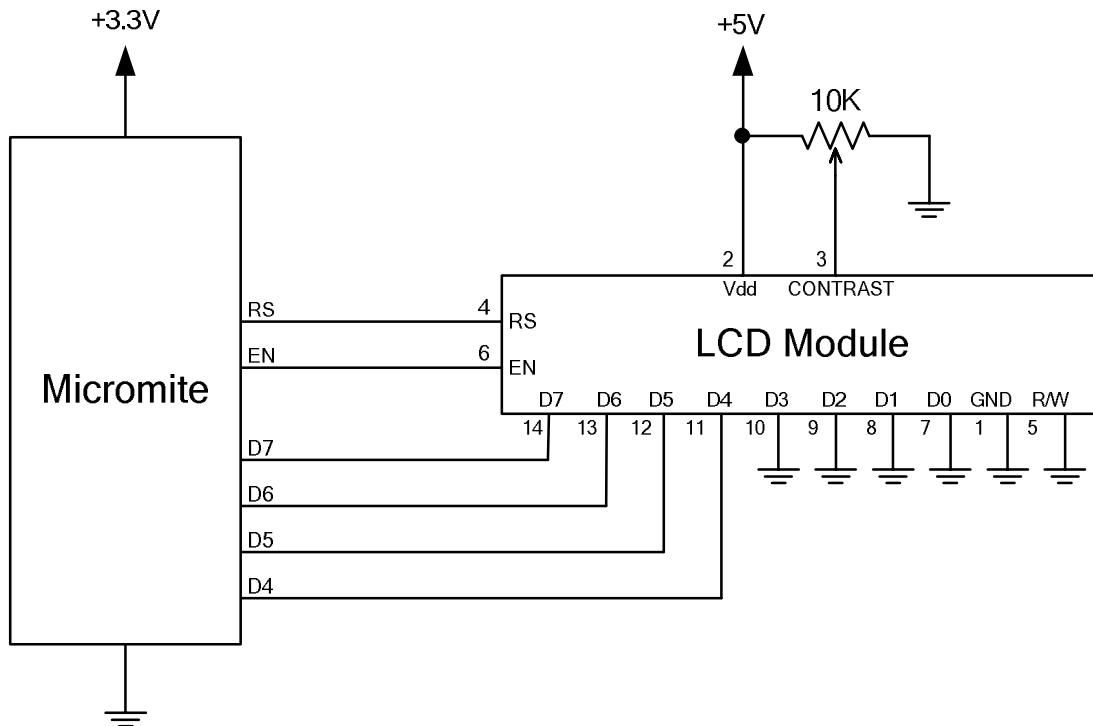 +3.3V
+5V
10K
2 3
Vdd CONTRAST
RS 4 RS
LCD Module
EN 6 EN
Micromite
D7 D6 D5 D4 D3 D2 D1 D0 GND R/W
14 13 12 11 10 9 8 7 1 5
D7
D6
D5
D4